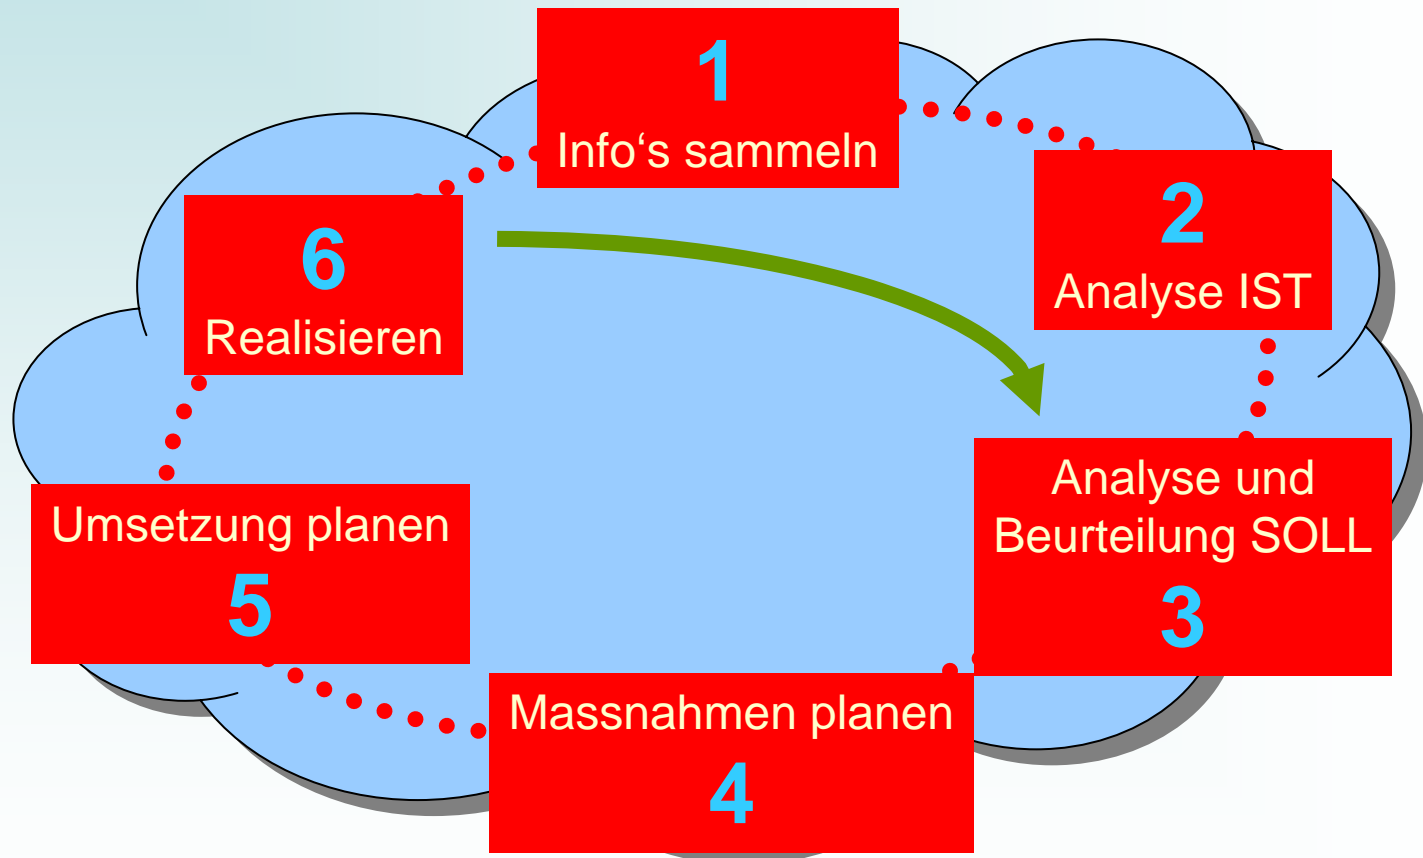 1
Info‘s sammeln
2
Analyse IST
Analyse und
Beurteilung SOLL
3
Massnahmen planen
4
Umsetzung planen
5
6
Realisieren